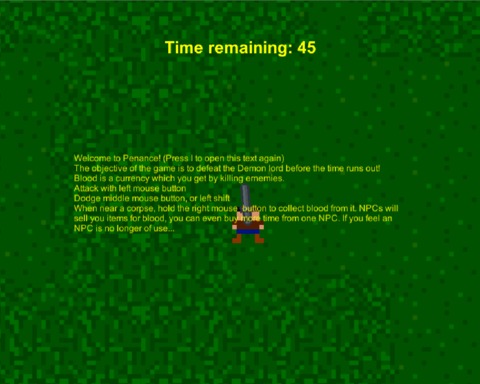 Time remaining: 45
Welcome to Penance! (Press I to open this text again)
The objective of the game is to defeat the Demon lord before the time runs out!
Blood is a currency which you get by killing ememies.
Attack with left mouse button
Dodge middle mouse button, or left shift
When near a corpse, hold the right mouse button to collect blood from it. NPCs will
sell you items for blood, you can even buy more time from one NPC. If you feel an
NPC is no longer of use...